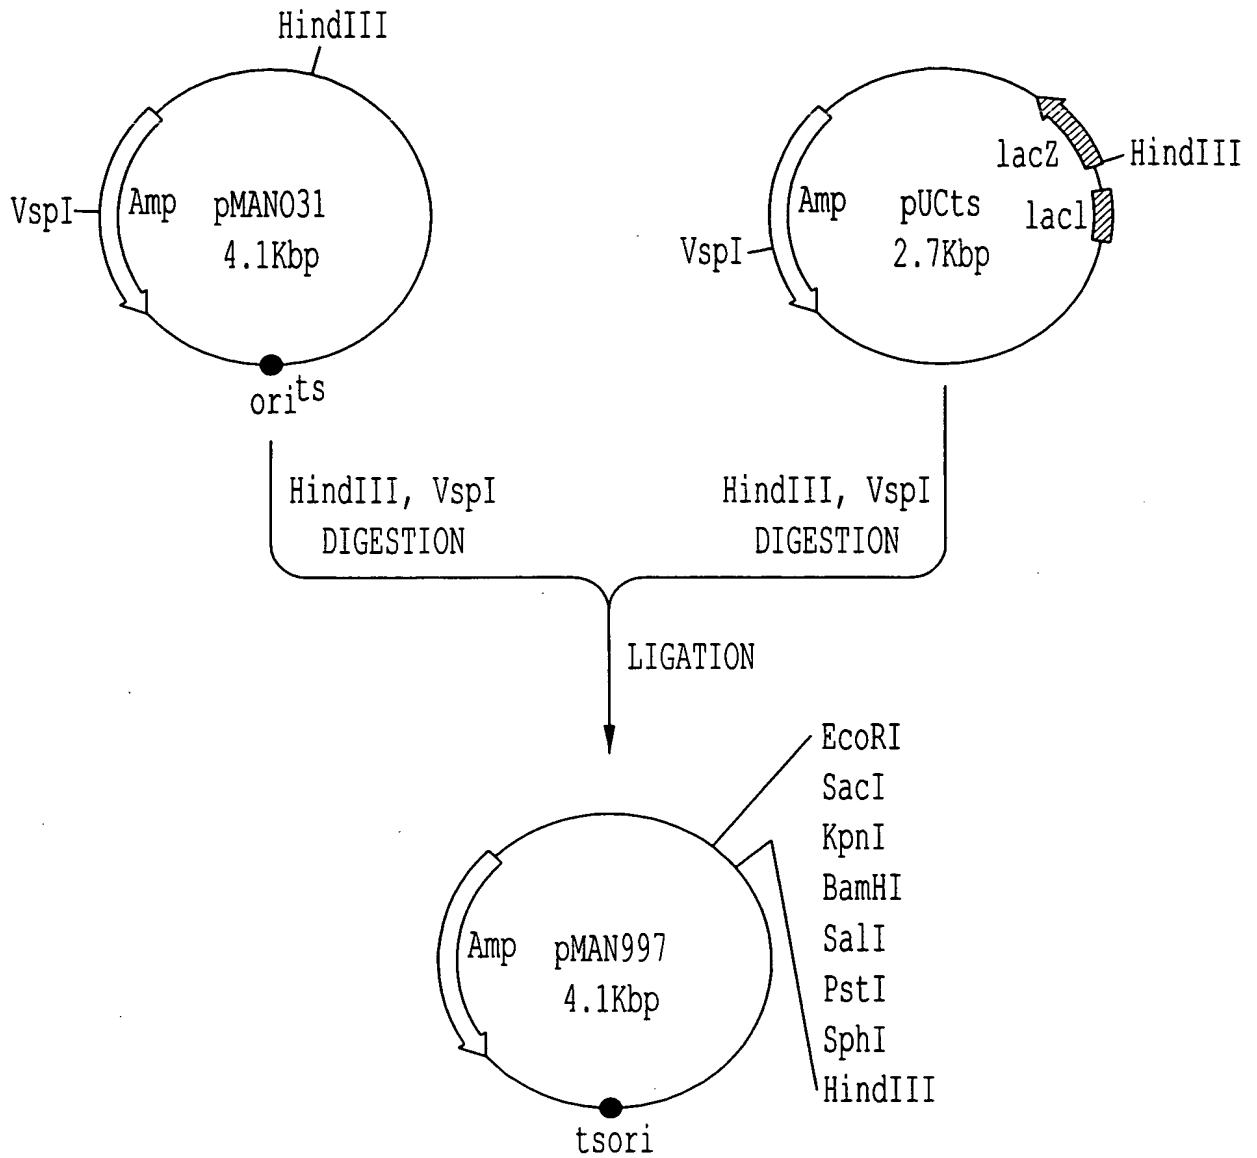 HindIII
VspI
Amp
pMAN031
4.1Kbp
ori ts
lacZ
HindIII
lacl
Amp
pUCts
2.7Kbp
VspI
HindIII, VspI
DIGESTION
HindIII, VspI
DIGESTION
LIGATION
EcoRI
SacI
KpnI
BamHI
SalI
PstI
SphI
HindIII
Amp
pMAN997
4.1Kbp
tsori